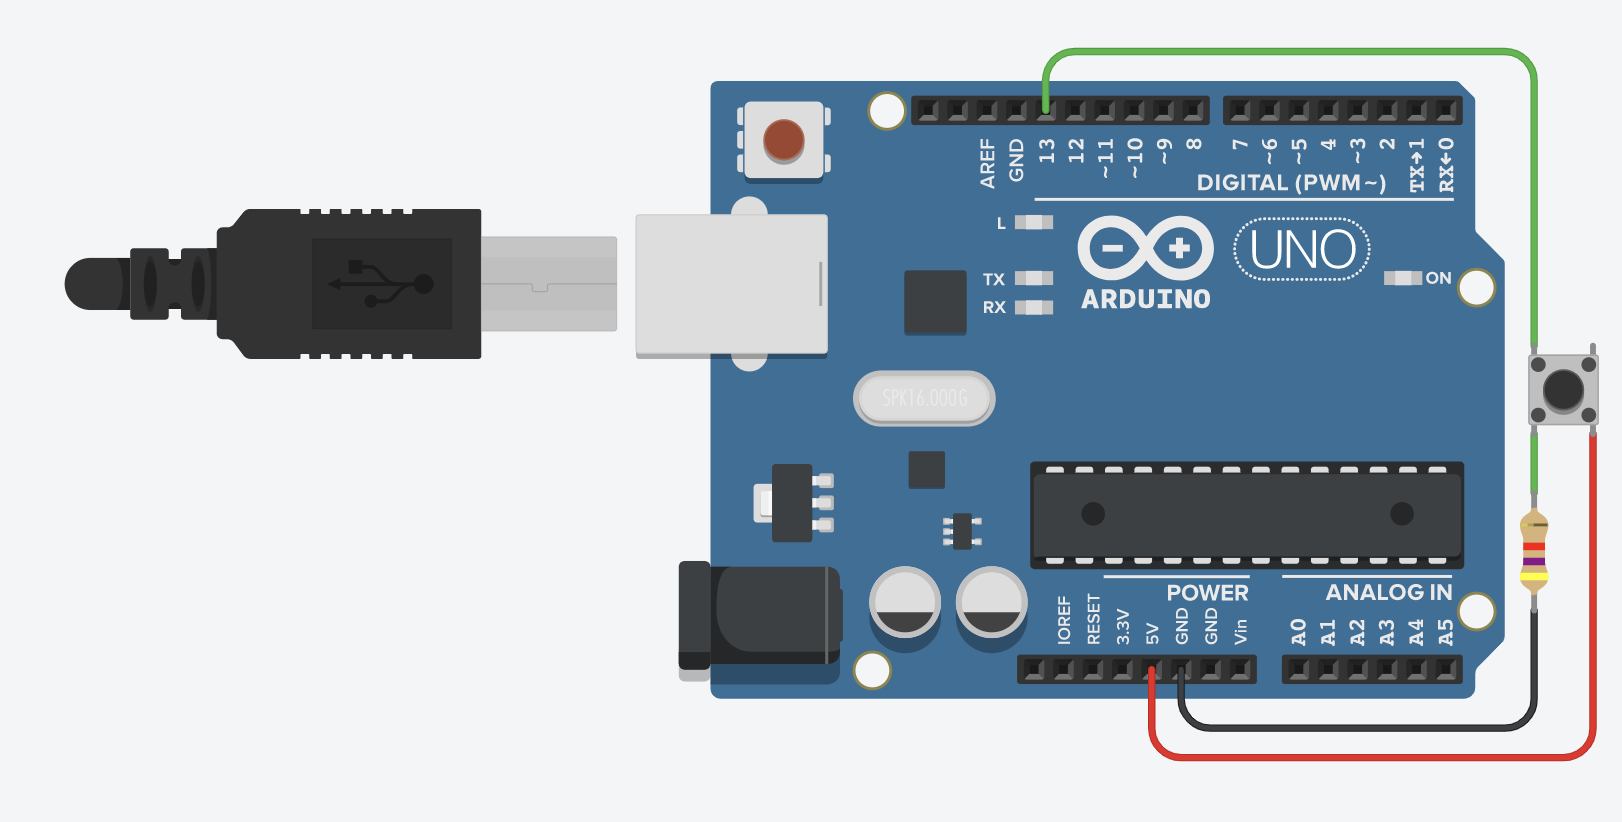 AREF
GND
13
12
~11
~10
~9
8
7
~6
~5
4
~3
2
TX→1
RX←0
DIGITAL (PWM ~)
L
TX
RX
ARDUINO
UNO
ON
SPK16.000G
POWER
ANALOG IN
IOREF
RESET
3.3V
5V
GND
GND
Vin
A0
A1
A2
A3
A4
A5